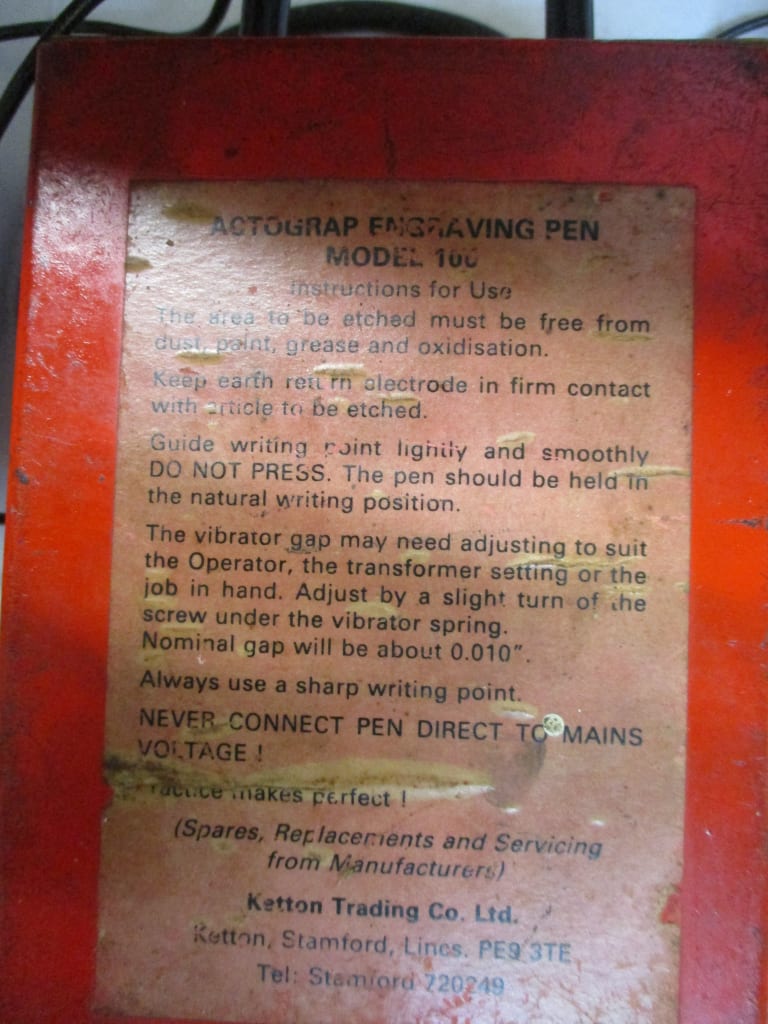 ACTOGRAP ENGRAVING PEN
MODEL 100
Instructions for Use
The area to be etched must be free from
dust, paint, grease and oxidisation.
Keep earth return electrode in firm contact
with article to be etched.
Guide writing point lightly and smoothly
DO NOT PRESS. The pen should be held in
the natural writing position.
The vibrator gap may need adjusting to suit
the Operator, the transformer setting or the
job in hand. Adjust by a slight turn of the
screw under the vibrator spring.
Nominal gap will be about 0.010".
Always use a sharp writing point.
NEVER CONNECT PEN DIRECT TO MAINS
VOLTAGE !
Practice makes perfect !
(Spares, Replacements and Servicing
from Manufacturers)
Ketton Trading Co. Ltd.
Ketton, Stamford, Lincs. PE9 3TE
Tel: Stamford 720249